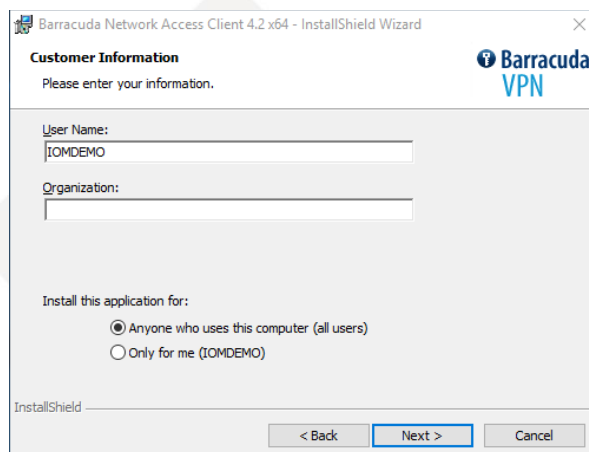 Barracuda Network Access Client 4.2 x64 - InstallShield Wizard
Customer Information
Please enter your information.
Barracuda
VPN
User Name:
IOMDEMO
Organization:
Install this application for:
Anyone who uses this computer (all users)
Only for me (IOMDEMO)
InstallShield
< Back
Next >
Cancel